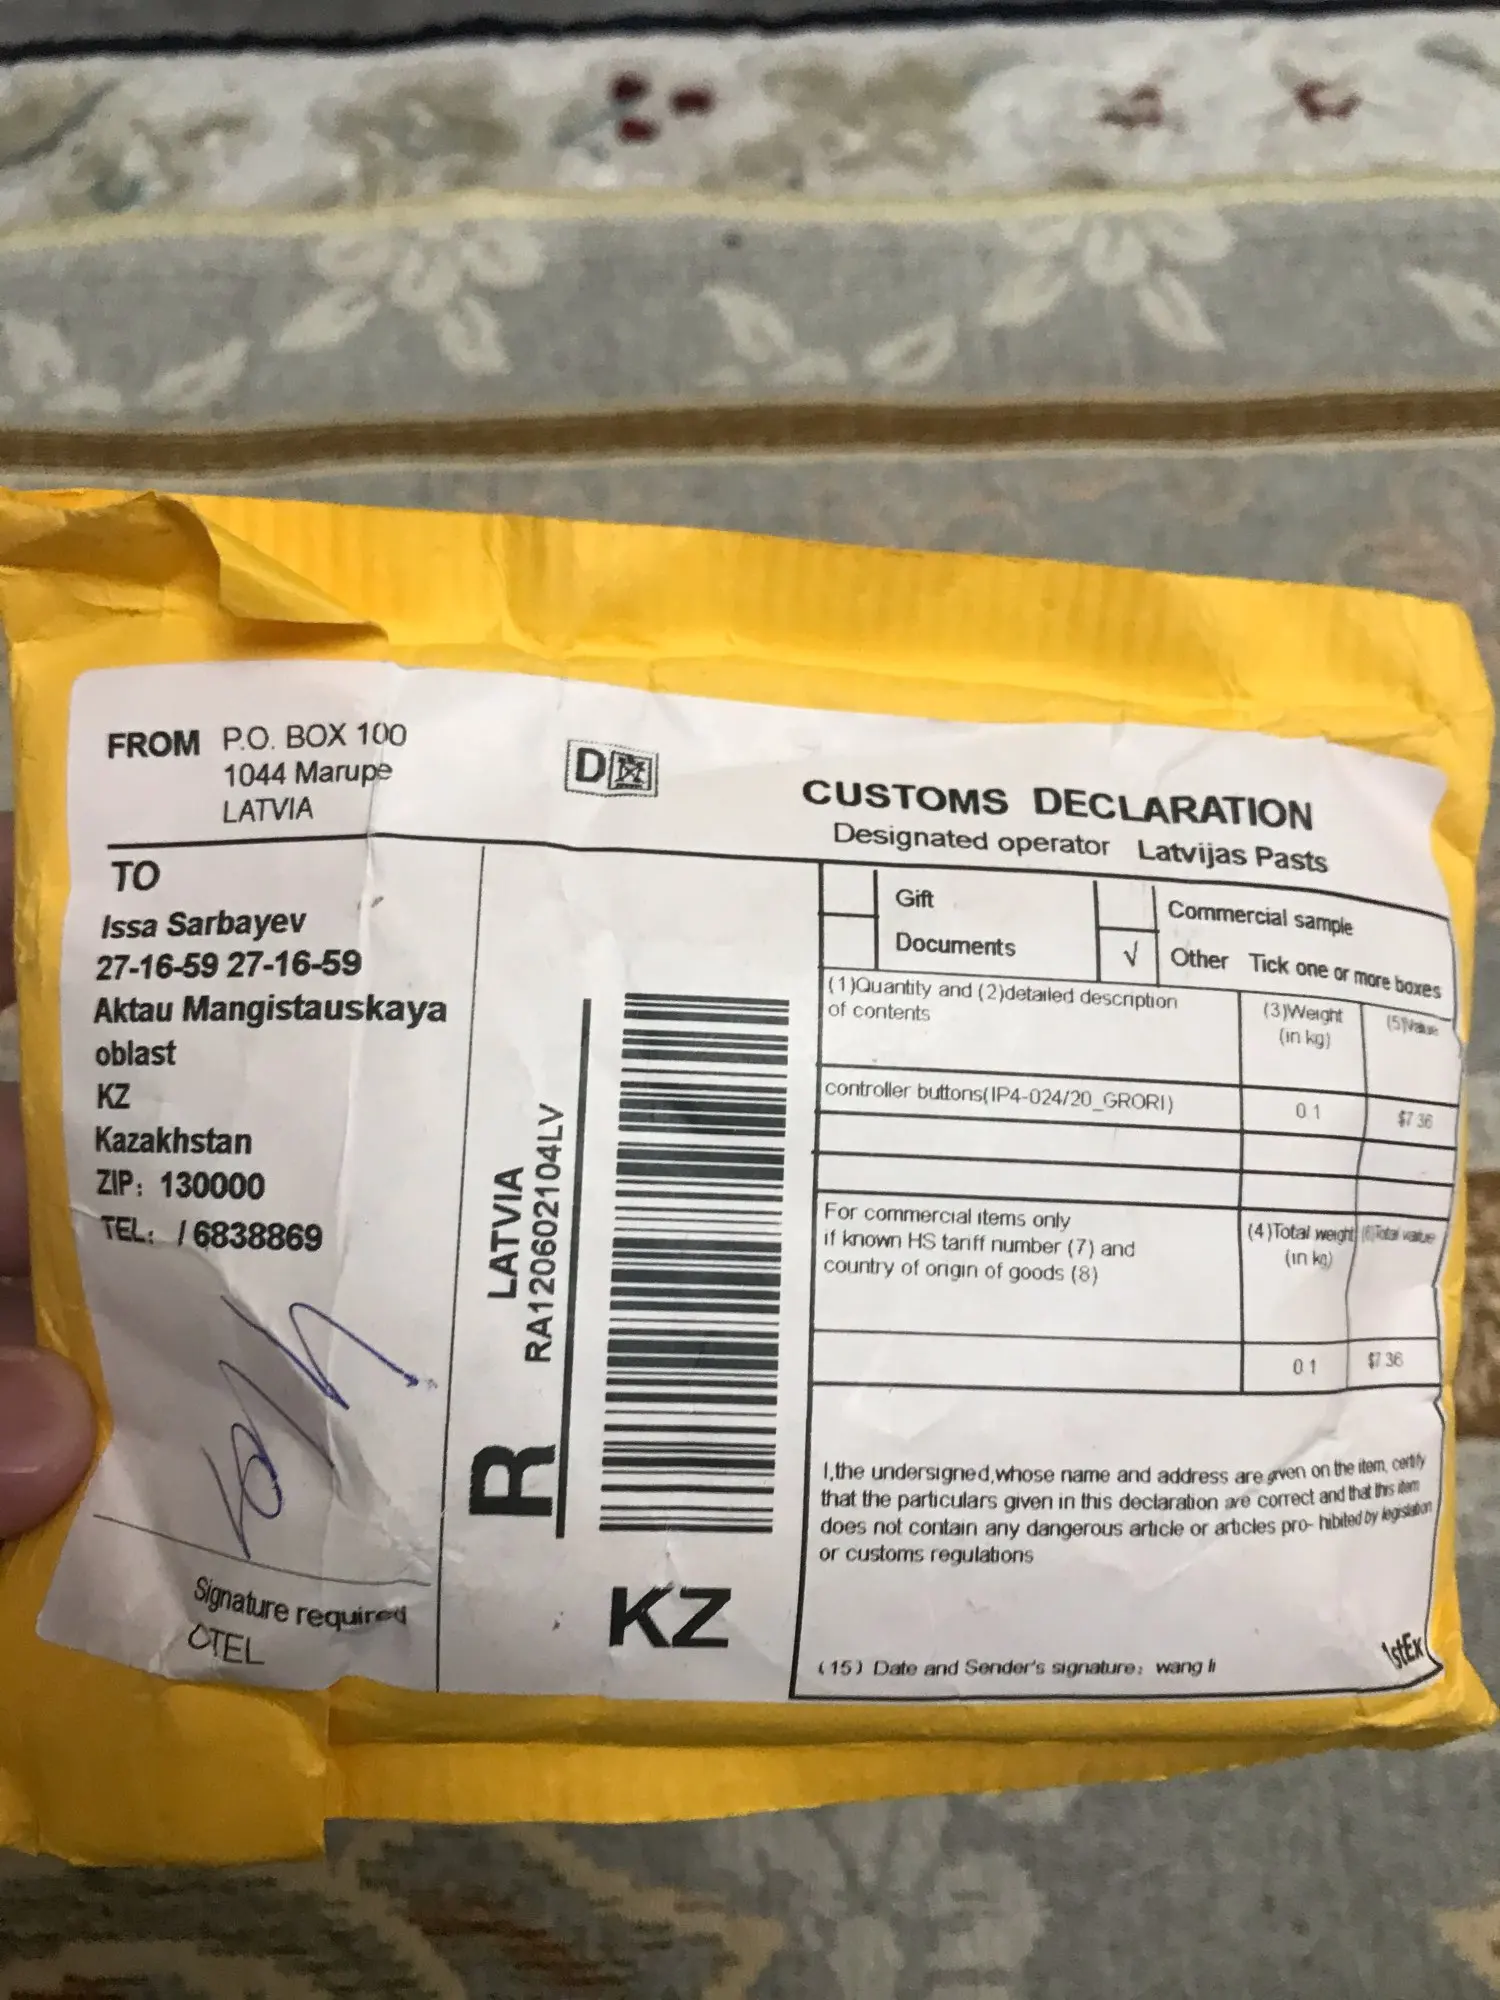 FROM P.O. BOX 100
1044 Marupe
LATVIA
D
TO
Issa Sarbayev
27-16-59 27-16-59
Aktau Mangistauskaya
oblast
KZ
Kazakhstan
ZIP: 130000
TEL: / 6838869
Signature required
OTEL
LATVIA
RA120602104LV
R
KZ
CUSTOMS DECLARATION
Designated operator Latvijas Pasts
Gift
Commercial sample
Documents
√ Other Tick one or more boxes
(1)Quantity and (2)detailed description
of contents
(3)Weight
(in kg)
(5)Value
controller buttons(IP4-024/20_GRORI) 0.1 $7.36
For commercial items only
if known HS tariff number (7) and
country of origin of goods (8)
(4)Total weight
(in kg)
(6)Total value
0.1 $7.36
I,the undersigned,whose name and address are given on the item, certify
that the particulars given in this declaration are correct and that this item
does not contain any dangerous article or articles pro- hibited by legislation
or customs regulations
(15) Date and Sender's signature: wang li
1stEx